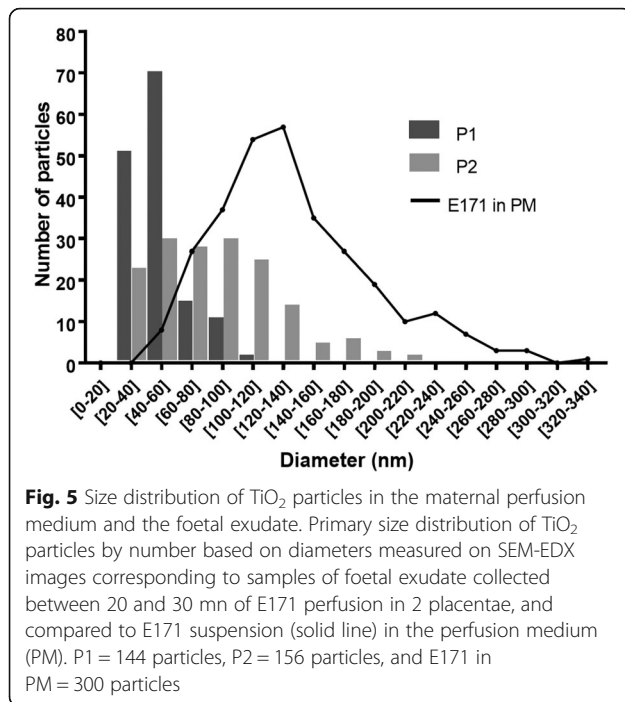 80
70
60
50
40
30
20
10
0
Number of particles
P1
P2
E171 in PM
[0-20]
[20-40]
[40-60]
[60-80]
[80-100]
[100-120]
[120-140]
[140-160]
[160-180]
[180-200]
[200-220]
[220-240]
[240-260]
[260-280]
[280-300]
[300-320]
[320-340]
Diameter (nm)
Fig. 5 Size distribution of TiO₂ particles in the maternal perfusion
medium and the foetal exudate. Primary size distribution of TiO₂
particles by number based on diameters measured on SEM-EDX
images corresponding to samples of foetal exudate collected
between 20 and 30 mn of E171 perfusion in 2 placentae, and
compared to E171 suspension (solid line) in the perfusion medium
(PM). P1 = 144 particles, P2 = 156 particles, and E171 in
PM = 300 particles